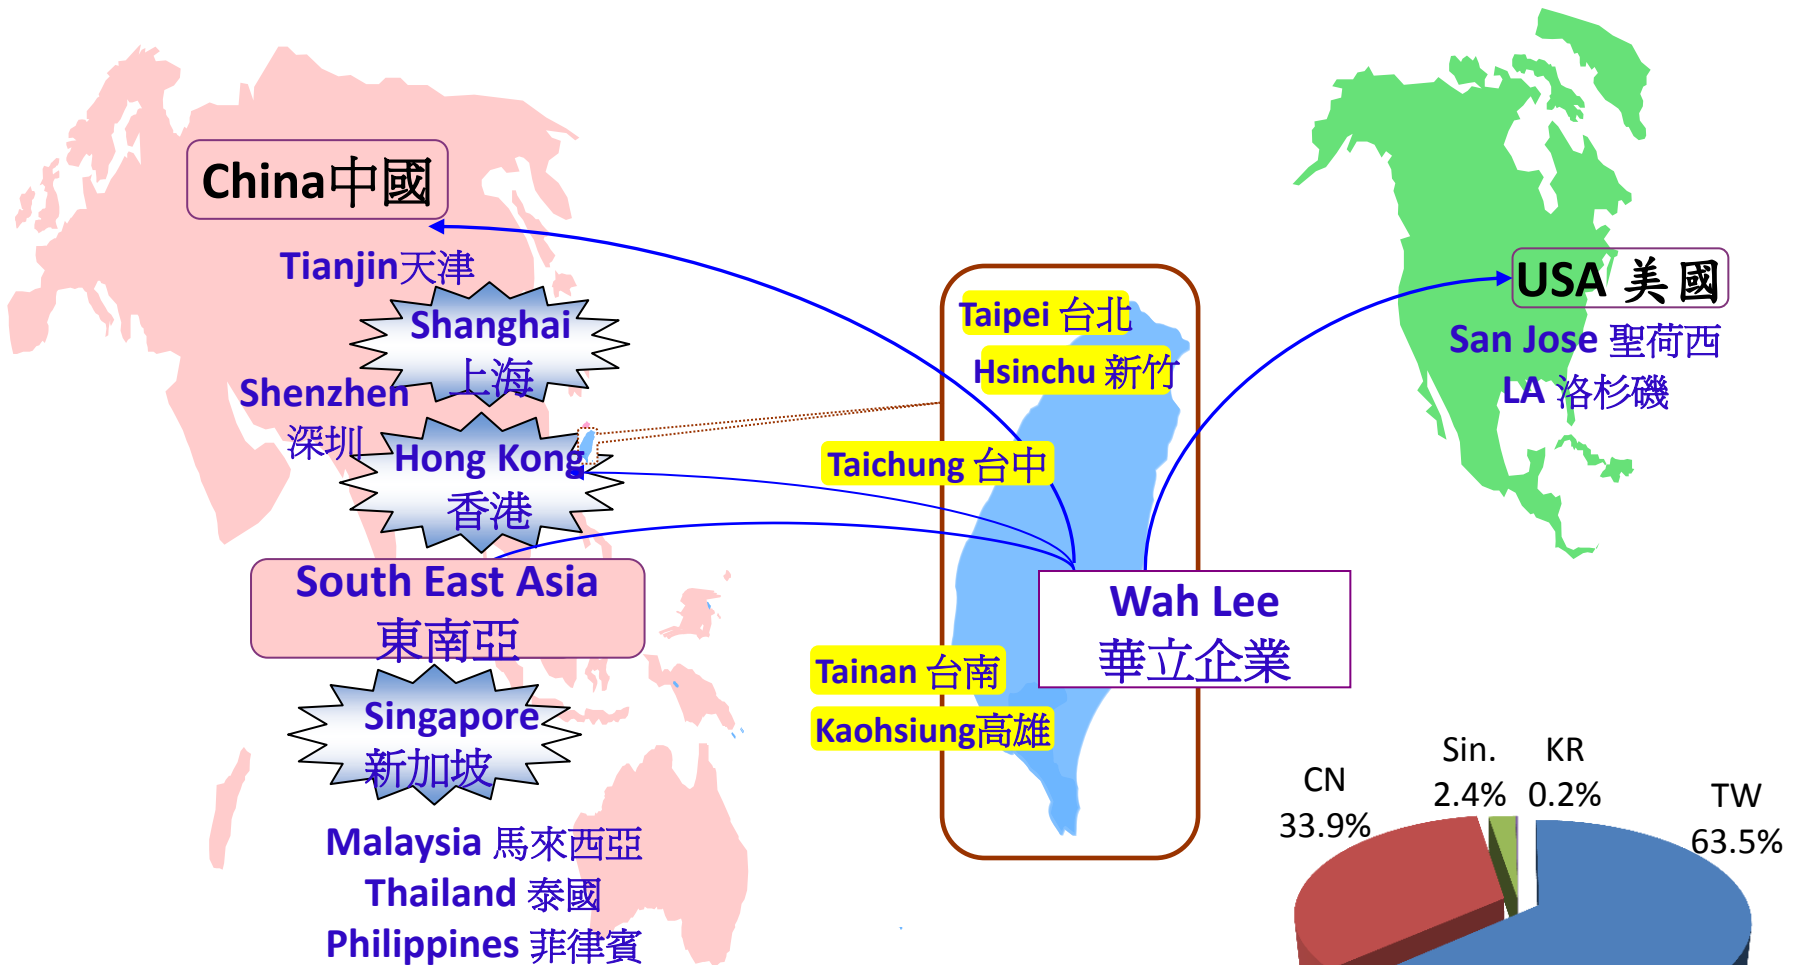 China中國
Tianjin天津
Shanghai
上海
Shenzhen
深圳
Hong Kong
香港
South East Asia
東南亞
Singapore
新加坡
Malaysia 馬來西亞
Thailand 泰國
Philippines 菲律賓
Taipei 台北
Hsinchu 新竹
Taichung 台中
Wah Lee
華立企業
Tainan 台南
Kaohsiung高雄
USA 美國
San Jose 聖荷西
LA 洛杉磯
CN
33.9%
Sin.
2.4%
KR
0.2%
TW
63.5%